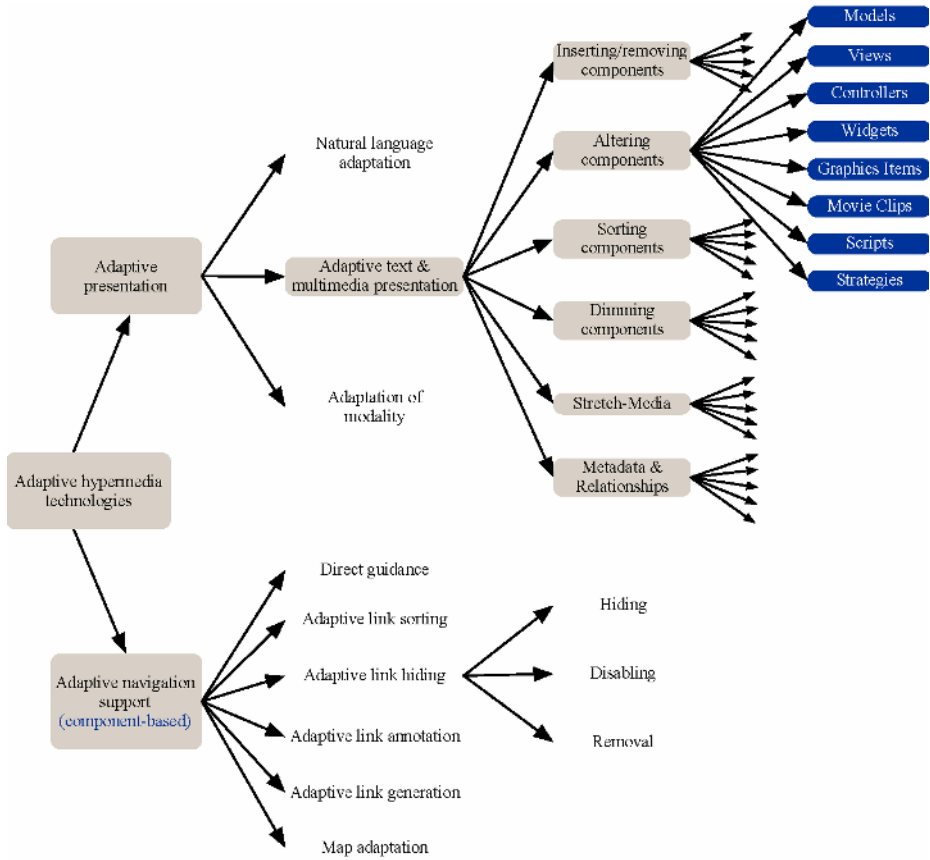 Models
Views
Controllers
Widgets
Graphics Items
Movie Clips
Scripts
Strategies
Inserting/removing
components
Altering
components
Sorting
components
Dimming
components
Stretch-Media
Metadata &
Relationships
Natural language
adaptation
Adaptive text &
multimedia presentation
Adaptation of
modality
Adaptive
presentation
Adaptive hypermedia
technologies
Adaptive navigation
support
(component-based)
Direct guidance
Adaptive link sorting
Adaptive link hiding
Adaptive link annotation
Adaptive link generation
Map adaptation
Hiding
Disabling
Removal